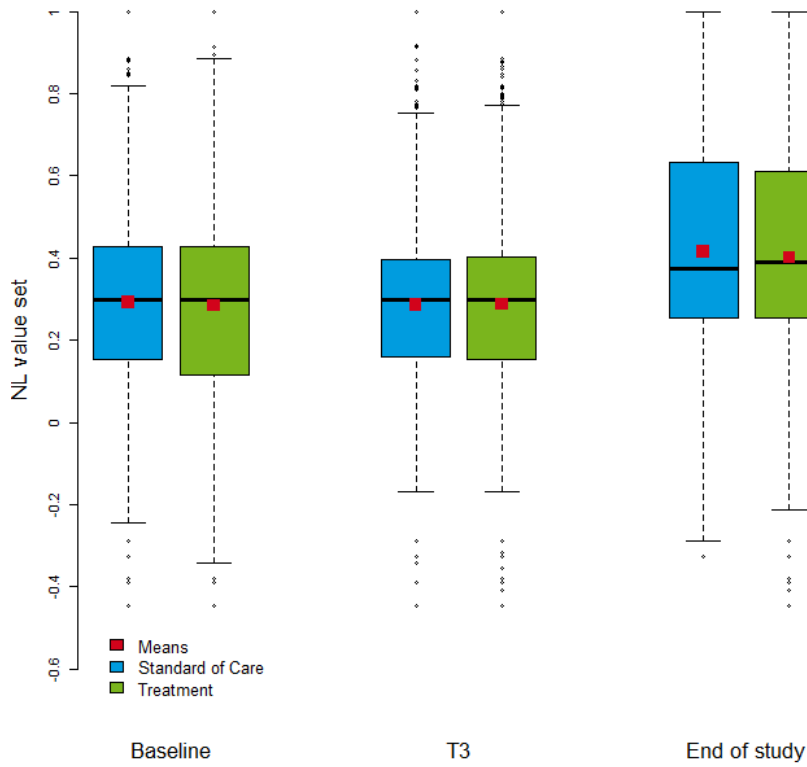 1
0.8
0.6
0.4
0.2
0
-0.2
-0.4
-0.6
NL value set
Means
Standard of Care
Treatment
Baseline
T3
End of study